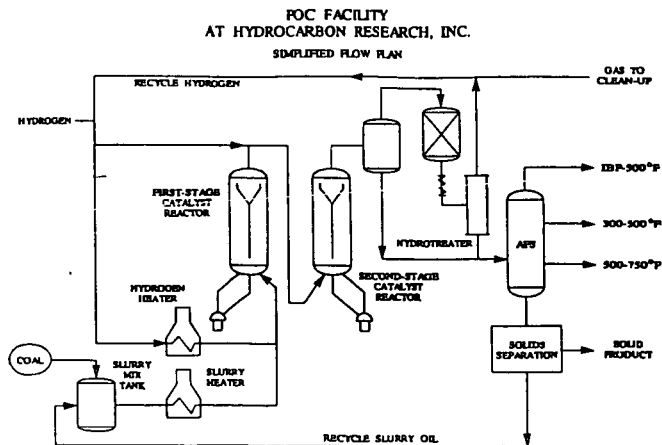 POC FACILITY
AT HYDROCARBON RESEARCH, INC.
SIMPLIFIED FLOW PLAN
GAS TO
CLEAN-UP
RECYCLE HYDROGEN
HYDROGEN
IBP-300°F
FIRST-STAGE
CATALYST
REACTOR
300-500°F
HYDROTREATER
APS
500-750°F
SECOND-STAGE
CATALYST
REACTOR
HYDROGEN
HEATER
SOLIDS
SEPARATION
SOLID
PRODUCT
COAL
SLURRY
MIX
TANK
SLURRY
HEATER
RECYCLE SLURRY OIL